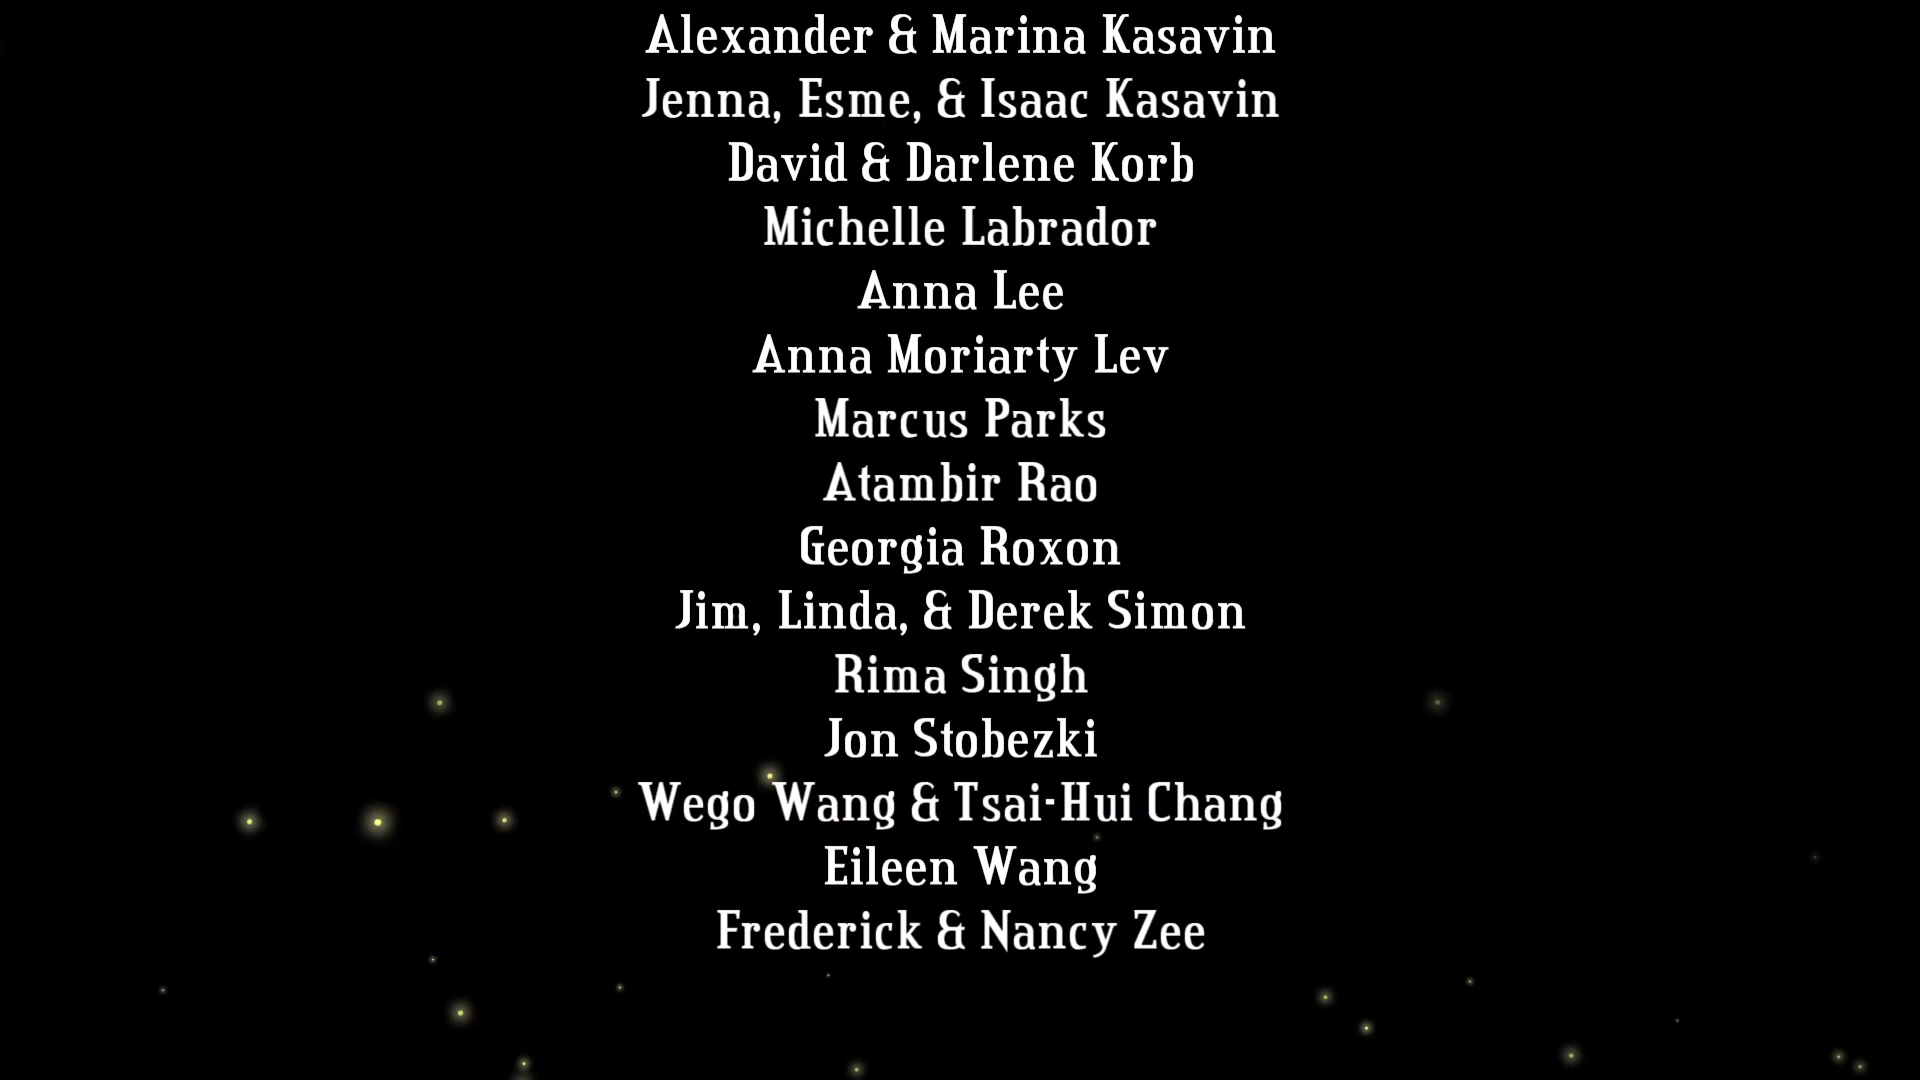 Alexander & Marina Kasavin
Jenna, Esme, & Isaac Kasavin
David & Darlene Korb
Michelle Labrador
Anna Lee
Anna Moriarty Lev
Marcus Parks
Atambir Rao
Georgia Roxon
Jim, Linda, & Derek Simon
Rima Singh
Jon Stobezki
Wego Wang & Tsai-Hui Chang
Eileen Wang
Frederick & Nancy Zee